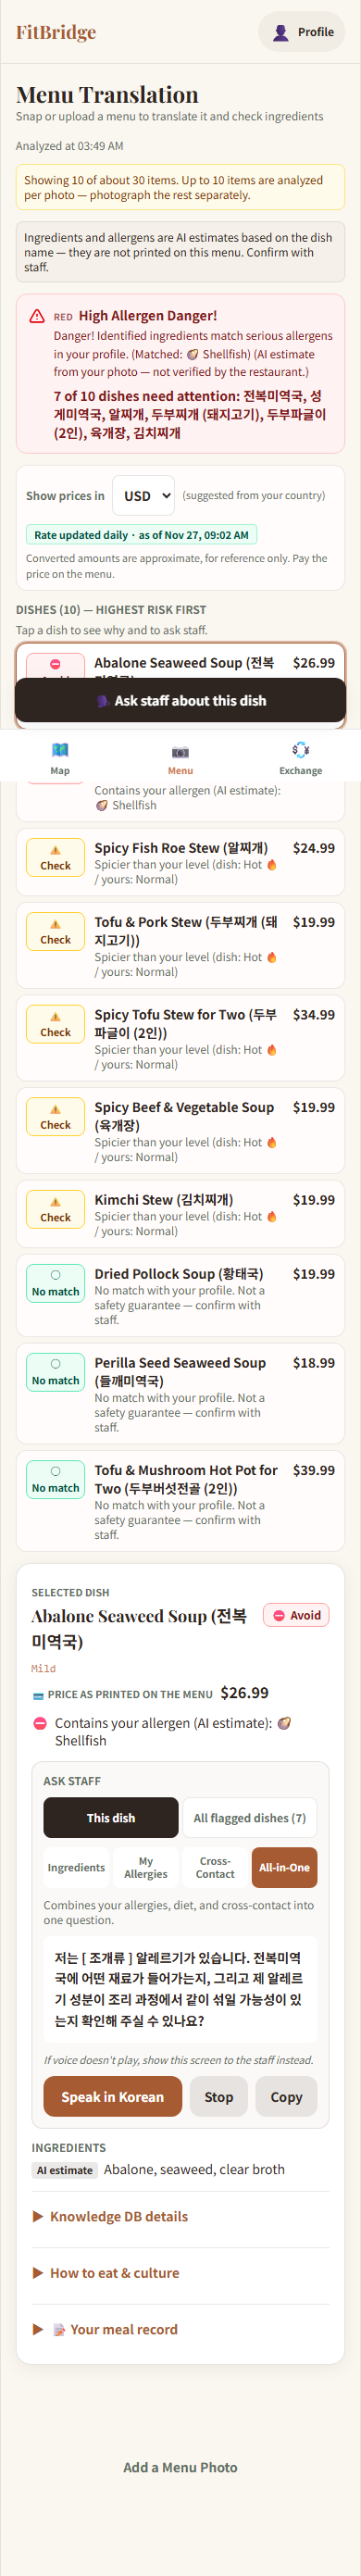 FitBridge
Profile
Menu Translation
Snap or upload a menu to translate it and check ingredients
Analyzed at 03:49 AM
Showing 10 of about 30 items. Up to 10 items are analyzed
per photo — photograph the rest separately.
Ingredients and allergens are AI estimates based on the dish
name — they are not printed on this menu. Confirm with
staff.
RED High Allergen Danger!
Danger! Identified ingredients match serious allergens
in your profile. (Matched: Shellfish) (AI estimate
from your photo — not verified by the restaurant.)
7 of 10 dishes need attention: 전복미역국, 성
게미역국, 알찌개, 두부찌개 (돼지고기), 두부파글이
(2인), 육개장, 김치찌개
Show prices in USD (suggested from your country)
Rate updated daily · as of Nov 27, 09:02 AM
Converted amounts are approximate, for reference only. Pay the
price on the menu.
DISHES (10) — HIGHEST RISK FIRST
Tap a dish to see why and to ask staff.
Abalone Seaweed Soup (전복 $26.99
Ask staff about this dish
Map Menu Exchange
Contains your allergen (AI estimate):
Shellfish
Spicy Fish Roe Stew (알찌개) $24.99
Check
Spicier than your level (dish: Hot
/ yours: Normal)
Tofu & Pork Stew (두부찌개 (돼 $19.99
지고기))
Check
Spicier than your level (dish: Hot
/ yours: Normal)
Spicy Tofu Stew for Two (두부 $34.99
파글이 (2인))
Check
Spicier than your level (dish: Hot
/ yours: Normal)
Spicy Beef & Vegetable Soup $19.99
(육개장)
Check
Spicier than your level (dish: Hot
/ yours: Normal)
Kimchi Stew (김치찌개) $19.99
Check
Spicier than your level (dish: Hot
/ yours: Normal)
Dried Pollock Soup (황태국) $19.99
No match
No match with your profile. Not a
safety guarantee — confirm with
staff.
Perilla Seed Seaweed Soup $18.99
(들깨미역국)
No match
No match with your profile. Not a
safety guarantee — confirm with
staff.
Tofu & Mushroom Hot Pot for $39.99
Two (두부버섯전골 (2인))
No match
No match with your profile. Not a
safety guarantee — confirm with
staff.
SELECTED DISH
Abalone Seaweed Soup (전복
미역국)
Avoid
Mild
PRICE AS PRINTED ON THE MENU $26.99
Contains your allergen (AI estimate):
Shellfish
ASK STAFF
This dish All flagged dishes (7)
Ingredients My Allergies Cross-Contact All-in-One
Combines your allergies, diet, and cross-contact into
one question.
저는 [ 조개류 ] 알레르기가 있습니다. 전복미역
국에 어떤 재료가 들어가는지, 그리고 제 알레르
기 성분이 조리 과정에서 같이 섞일 가능성이 있
는지 확인해 주실 수 있나요?
If voice doesn't play, show this screen to the staff instead.
Speak in Korean Stop Copy
INGREDIENTS
AI estimate Abalone, seaweed, clear broth
Knowledge DB details
How to eat & culture
Your meal record
Add a Menu Photo